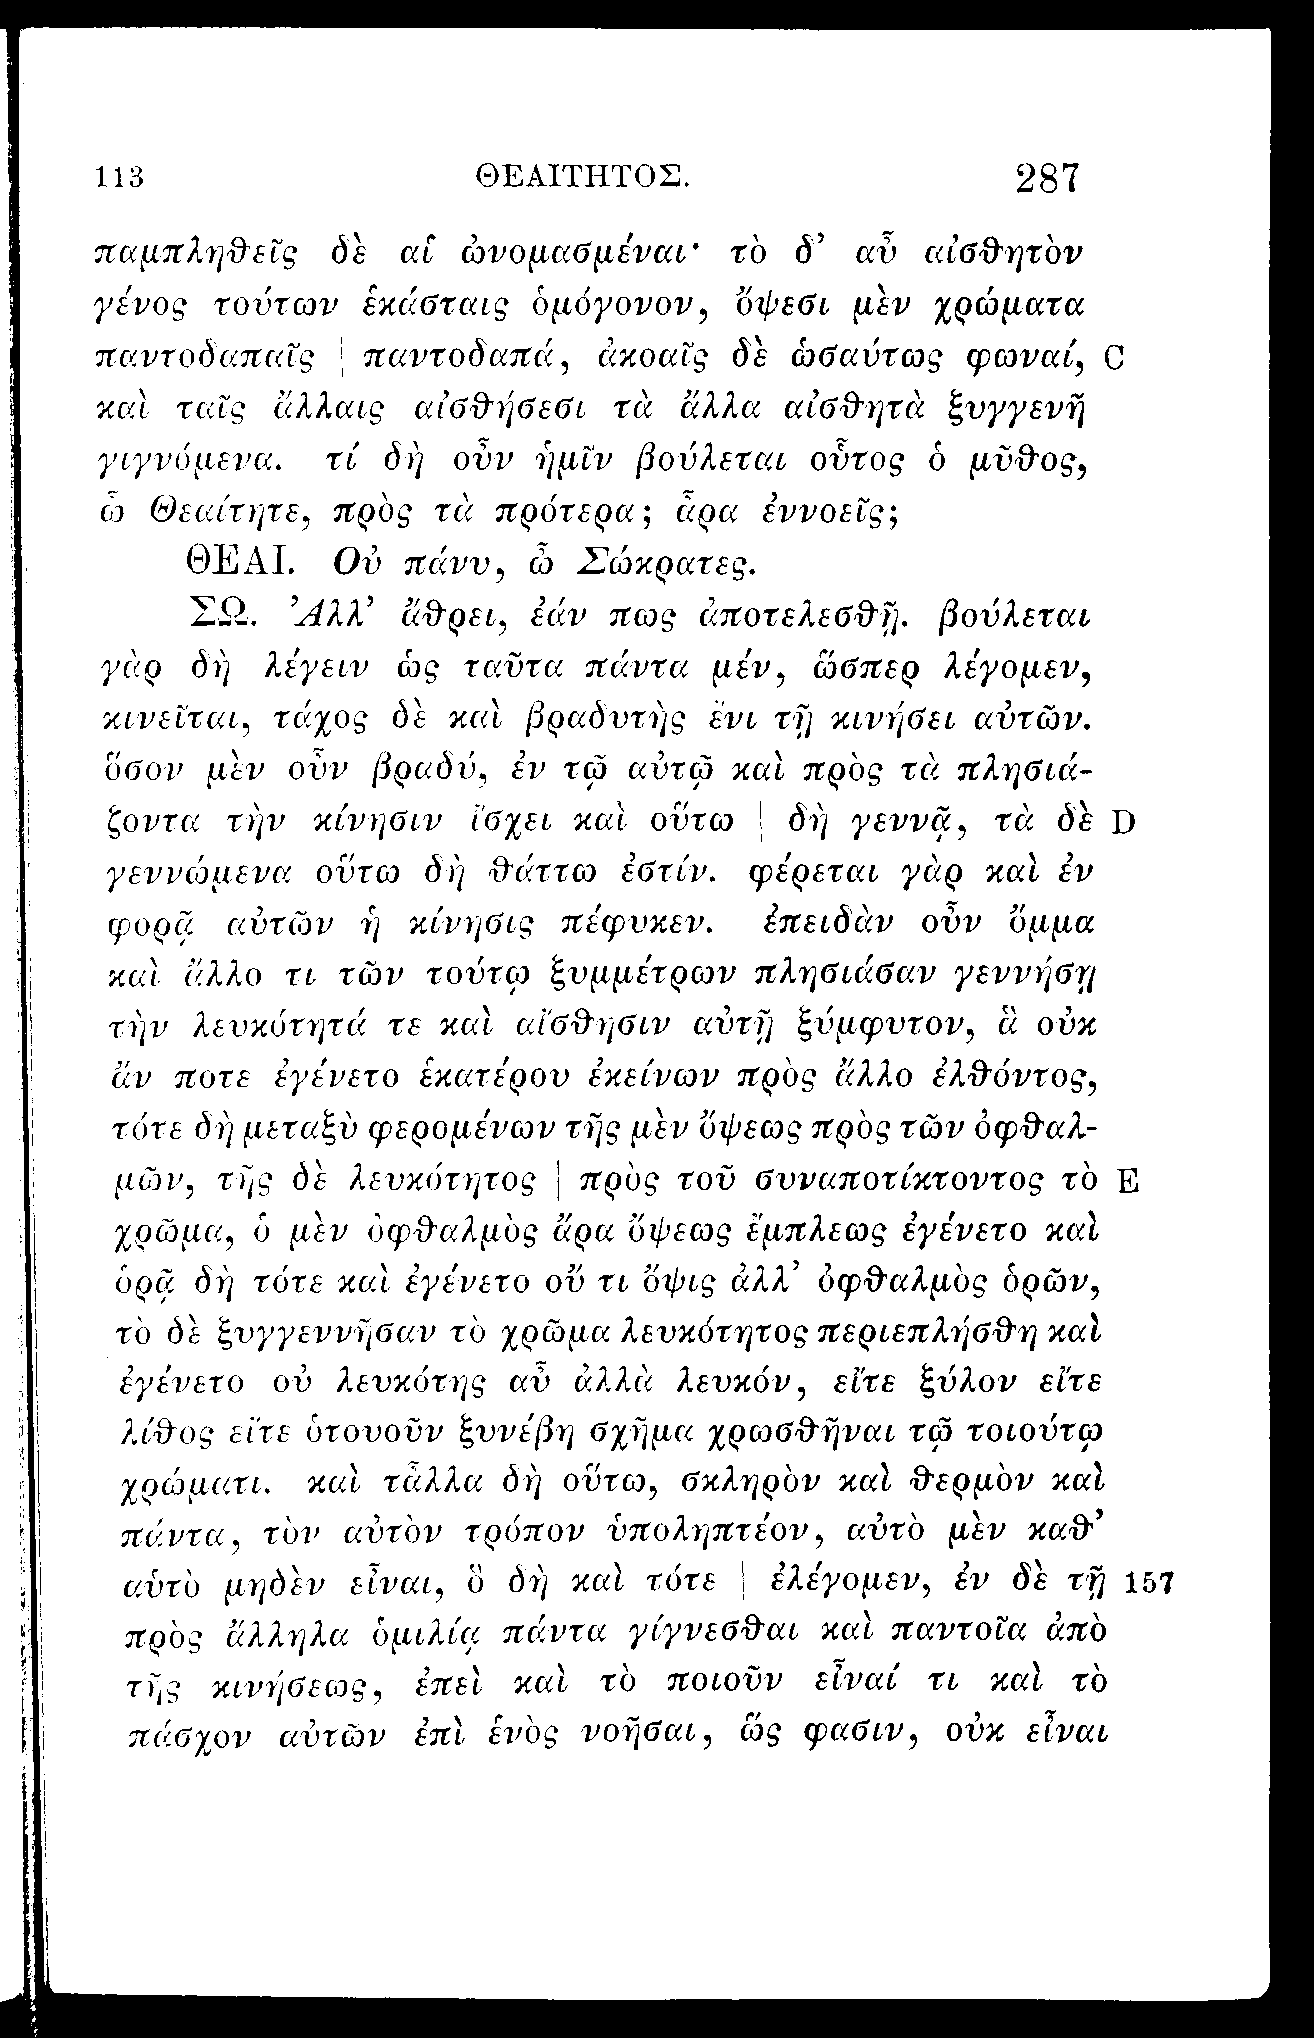 113 ΘΕΑΙΤΗΤΟΣ. 287
παμπληθεῖς δὲ αἱ ὠνομασμέναι· τὸ δ’ αὖ αἰσθητὸν
γένος τούτων ἑκάσταις ὁμόγονον, ὄψεσι μὲν χρώματα
παντοδαπαῖς | παντοδαπά, ἀκοαῖς δὲ ὡσαύτως φωναί, C
καὶ ταῖς ἄλλαις αἰσθήσεσι τὰ ἄλλα αἰσθητὰ ξυγγενῆ
γιγνόμενα. τί δὴ οὖν ἡμῖν βούλεται οὗτος ὁ μῦθος,
ὦ Θεαίτητε, πρὸς τὰ πρότερα; ἆρα ἐννοεῖς;
ΘΕΑΙ. Οὐ πάνυ, ὦ Σώκρατες.
ΣΩ. Ἀλλ’ ἄθρει, ἐάν πως ἀποτελεσθῇ. βούλεται
γὰρ δὴ λέγειν ὡς ταῦτα πάντα μέν, ὥσπερ λέγομεν,
κινεῖται, τάχος δὲ καὶ βραδυτὴς ἔνι τῇ κινήσει αὐτῶν.
ὅσον μὲν οὖν βραδύ, ἐν τῷ αὐτῷ καὶ πρὸς τὰ πλησιά-
ζοντα τὴν κίνησιν ἴσχει καὶ οὕτω | δὴ γεννᾷ, τὰ δὲ D
γεννώμενα οὕτω δὴ θάττω ἐστίν. φέρεται γὰρ καὶ ἐν
φορᾷ αὐτῶν ἡ κίνησις πέφυκεν. ἐπειδὰν οὖν ὄμμα
καὶ ἄλλο τι τῶν τούτῳ ξυμμέτρων πλησιάσαν γεννήσῃ
τὴν λευκότητά τε καὶ αἴσθησιν αὐτῇ ξύμφυτον, ἃ οὐκ
ἄν ποτε ἐγένετο ἑκατέρου ἐκείνων πρὸς ἄλλο ἐλθόντος,
τότε δὴ μεταξὺ φερομένων τῆς μὲν ὄψεως πρὸς τῶν ὀφθαλ-
μῶν, τῆς δὲ λευκότητος | πρὸς τοῦ συναποτίκτοντος τὸ E
χρῶμα, ὁ μὲν ὀφθαλμὸς ἄρα ὄψεως ἔμπλεως ἐγένετο καὶ
ὁρᾷ δὴ τότε καὶ ἐγένετο οὔ τι ὄψις ἀλλ’ ὀφθαλμὸς ὁρῶν,
τὸ δὲ ξυγγεννῆσαν τὸ χρῶμα λευκότητος περιεπλήσθη καὶ
ἐγένετο οὐ λευκότης αὖ ἀλλὰ λευκόν, εἴτε ξύλον εἴτε
λίθος εἴτε ὁτουοῦν ξυνέβη σχῆμα χρωσθῆναι τῷ τοιούτῳ
χρώματι. καὶ τἆλλα δὴ οὕτω, σκληρὸν καὶ θερμὸν καὶ
πάντα, τὸν αὐτὸν τρόπον ὑποληπτέον, αὐτὸ μὲν καθ’
αὑτὸ μηδὲν εἶναι, ὃ δὴ καὶ τότε | ἐλέγομεν, ἐν δὲ τῇ 157
πρὸς ἄλληλα ὁμιλίᾳ πάντα γίγνεσθαι καὶ παντοῖα ἀπὸ
τῆς κινήσεως, ἐπεὶ καὶ τὸ ποιοῦν εἶναί τι καὶ τὸ
πάσχον αὐτῶν ἐπὶ ἑνὸς νοῆσαι, ὥς φασιν, οὐκ εἶναι